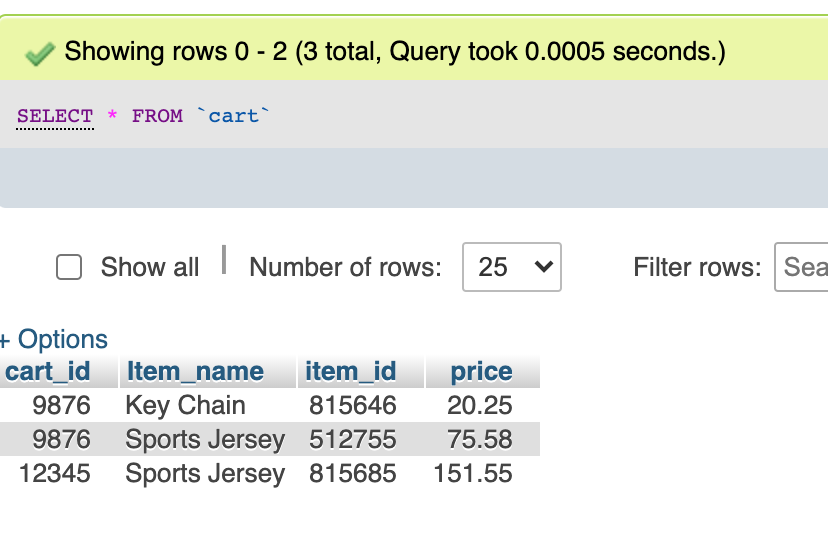 Showing rows 0 - 2 (3 total, Query took 0.0005 seconds.)
SELECT * FROM `cart`
Show all | Number of rows: 25 Filter rows: Sea
+ Options
cart_id Item_name item_id price
9876 Key Chain 815646 20.25
9876 Sports Jersey 512755 75.58
12345 Sports Jersey 815685 151.55